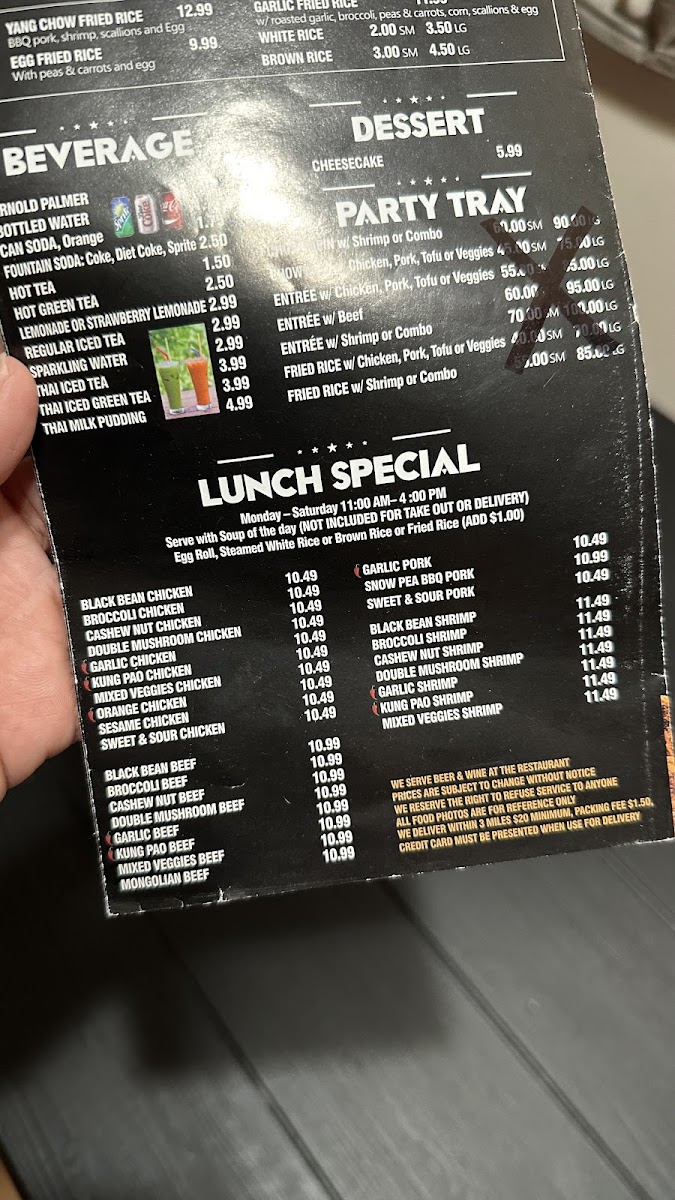 YANG CHOW FRIED RICE 12.99
BBQ pork, shrimp, scallions and Egg
EGG FRIED RICE 9.99
With peas & carrots and egg
GARLIC FRIED RICE
w/ roasted garlic, broccoli, peas & carrots, corn, scallions & egg
WHITE RICE 2.00 SM 3.50 LG
BROWN RICE 3.00 SM 4.50 LG
BEVERAGE
RNOLD PALMER
BOTTLED WATER
CAN SODA, Orange
FOUNTAIN SODA: Coke, Diet Coke, Sprite 2.50
HOT TEA 1.50
HOT GREEN TEA 2.50
LEMONADE OR STRAWBERRY LEMONADE 2.99
REGULAR ICED TEA 2.99
SPARKLING WATER 2.99
THAI ICED TEA 3.99
THAI ICED GREEN TEA 3.99
THAI MILK PUDDING 4.99
DESSERT
CHEESECAKE 5.99
PARTY TRAY
w/ Shrimp or Combo SM
Chicken, Pork, Tofu or Veggies SM LG
ENTRÉE w/ Chicken, Pork, Tofu or Veggies LG
ENTRÉE w/ Beef 60.00 95.00 LG
ENTRÉE w/ Shrimp or Combo 70.00 SM 100.00 LG
FRIED RICE w/ Chicken, Pork, Tofu or Veggies SM LG
FRIED RICE w/ Shrimp or Combo SM LG
LUNCH SPECIAL
Monday – Saturday 11:00 AM– 4 :00 PM
Serve with Soup of the day (NOT INCLUDED FOR TAKE OUT OR DELIVERY)
Egg Roll, Steamed White Rice or Brown Rice or Fried Rice (ADD $1.00)
BLACK BEAN CHICKEN 10.49
BROCCOLI CHICKEN 10.49
CASHEW NUT CHICKEN 10.49
DOUBLE MUSHROOM CHICKEN 10.49
GARLIC CHICKEN 10.49
KUNG PAO CHICKEN 10.49
MIXED VEGGIES CHICKEN 10.49
ORANGE CHICKEN 10.49
SESAME CHICKEN 10.49
SWEET & SOUR CHICKEN 10.49
BLACK BEAN BEEF 10.99
BROCCOLI BEEF 10.99
CASHEW NUT BEEF 10.99
DOUBLE MUSHROOM BEEF 10.99
GARLIC BEEF 10.99
KUNG PAO BEEF 10.99
MIXED VEGGIES BEEF 10.99
MONGOLIAN BEEF 10.99
GARLIC PORK 10.49
SNOW PEA BBQ PORK 10.99
SWEET & SOUR PORK 10.49
BLACK BEAN SHRIMP 11.49
BROCCOLI SHRIMP 11.49
CASHEW NUT SHRIMP 11.49
DOUBLE MUSHROOM SHRIMP 11.49
GARLIC SHRIMP 11.49
KUNG PAO SHRIMP 11.49
MIXED VEGGIES SHRIMP 11.49
WE SERVE BEER & WINE AT THE RESTAURANT
PRICES ARE SUBJECT TO CHANGE WITHOUT NOTICE
WE RESERVE THE RIGHT TO REFUSE SERVICE TO ANYONE
ALL FOOD PHOTOS ARE FOR REFERENCE ONLY
WE DELIVER WITHIN 3 MILES $20 MINIMUM, PACKING FEE $1.50,
CREDIT CARD MUST BE PRESENTED WHEN USE FOR DELIVERY